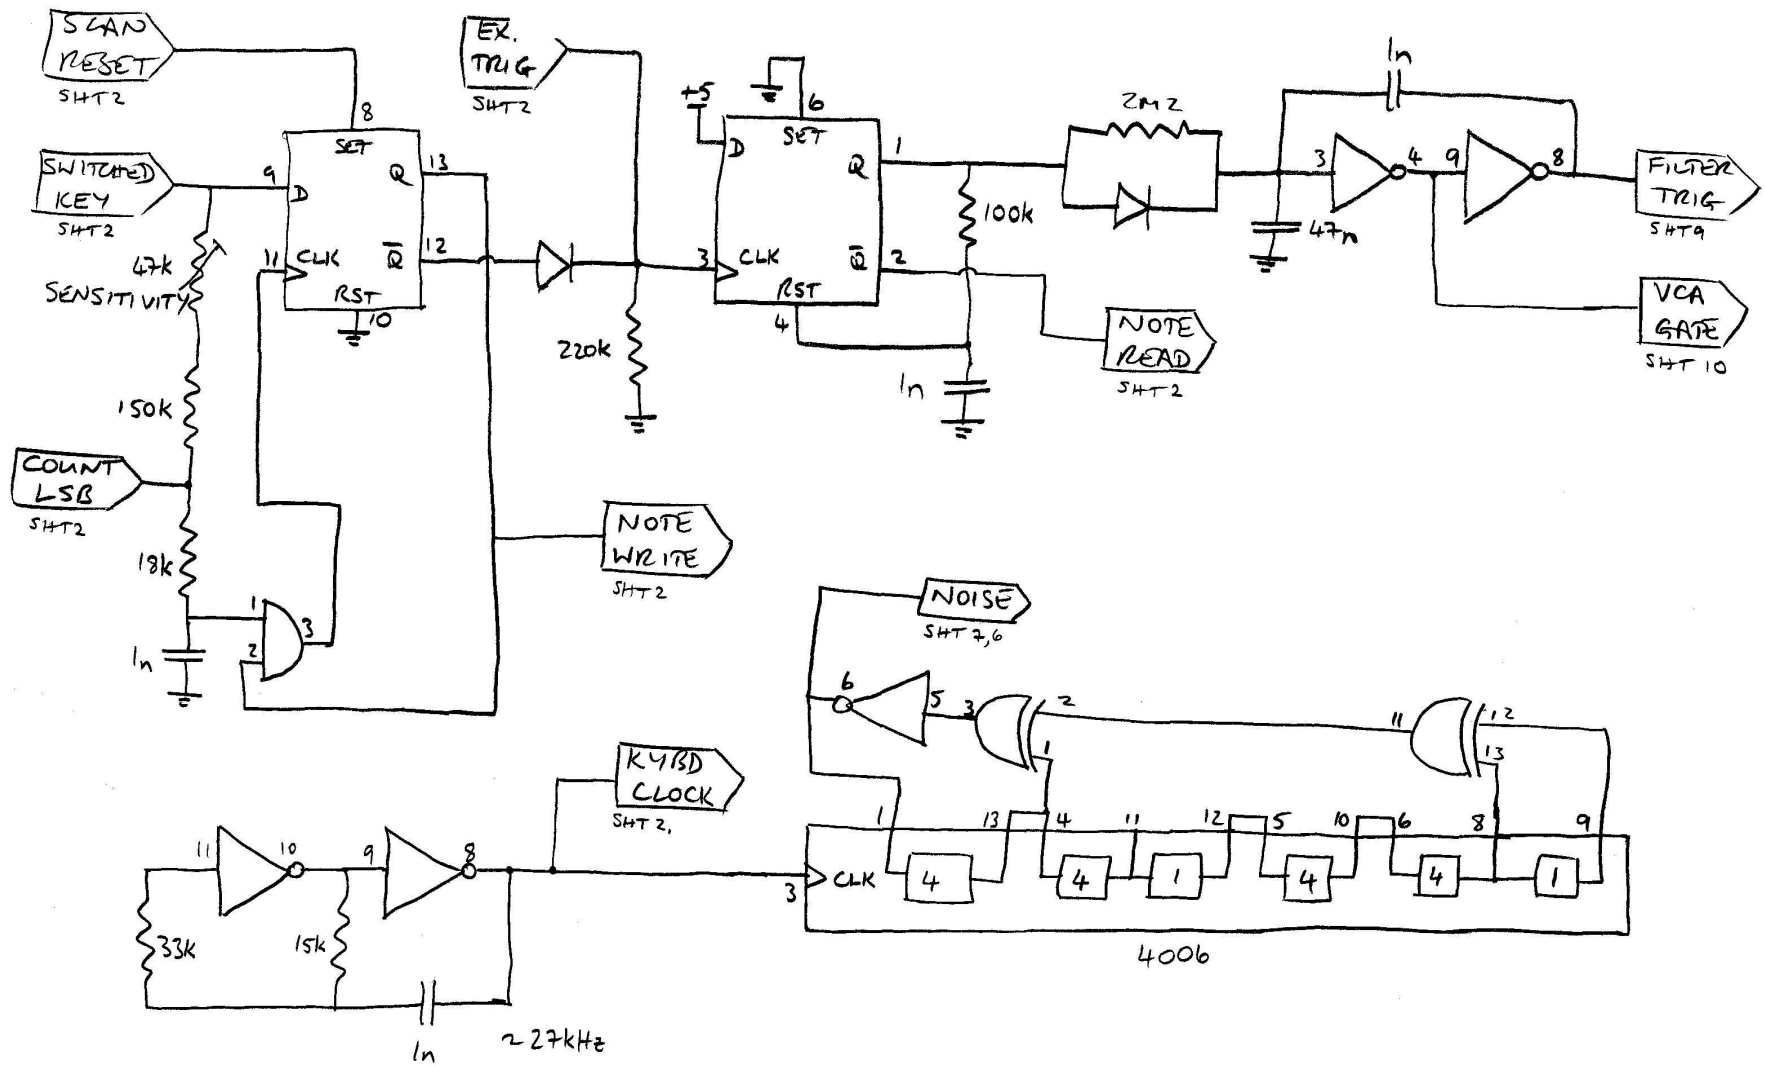 SCAN
RESET
SHT2
8
SET
SWITCHED
KEY
SHT2
9
D
Q
13
11
CLK
Q̅
12
RST
10
47k
SENSITIVITY
150k
COUNT
LSB
SHT2
18k
1
2
3
1n
EX.
TRIG
SHT2
220k
NOTE
WRITE
SHT2
+5
6
SET
D
Q
1
3
CLK
Q̅
2
RST
4
100k
1n
NOTE
READ
SHT2
2M2
47n
1n
3
4
9
8
FILTER
TRIG
SHT9
VCA
GATE
SHT 10
NOISE
SHT 7,6
6
5
3
2
1
11
12
13
KYBD
CLOCK
SHT 2,
11
10
9
8
33k
15k
1n
~27kHz
3
CLK
1
13
4
11
12
5
10
6
8
9
4
4
1
4
4
1
4006